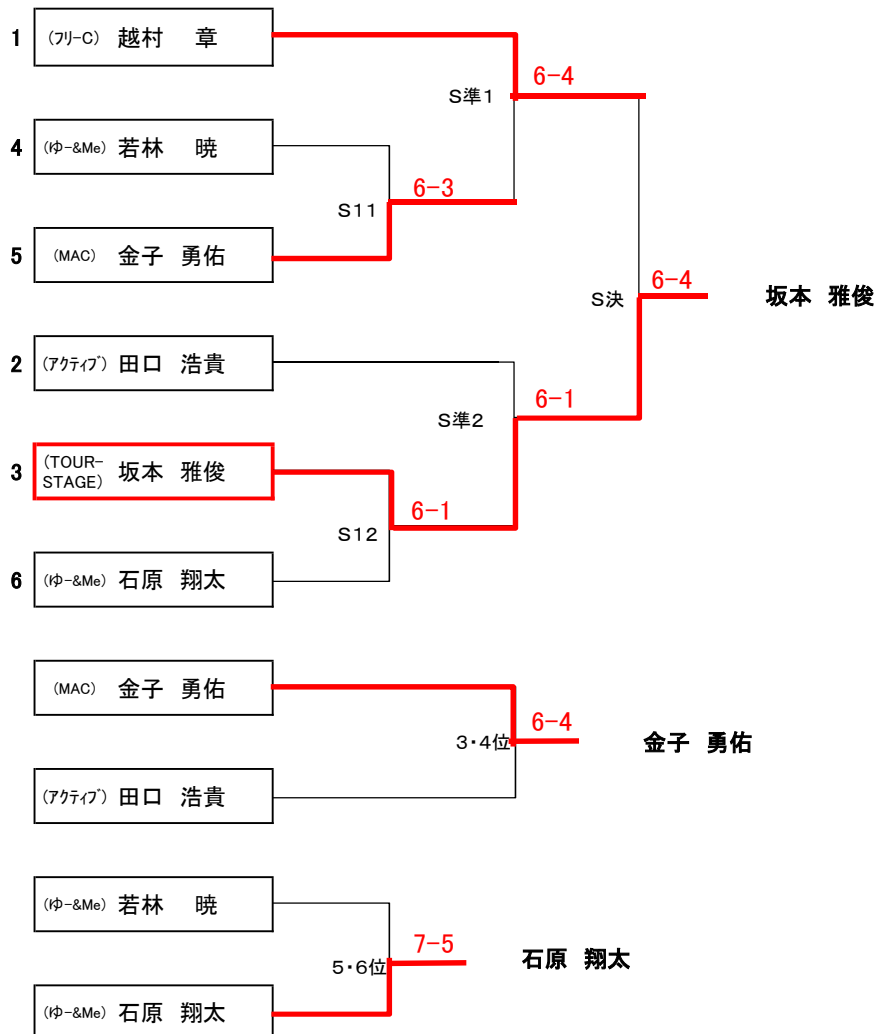 1 (フリーC) 越村 章
6-4
S準1
4 (ゆー&Me) 若林 暁
6-3
S11
5 (MAC) 金子 勇佑
6-4
S決
坂本 雅俊
2 (アクティブ) 田口 浩貴
6-1
S準2
3 (TOUR-
STAGE) 坂本 雅俊
6-1
S12
6 (ゆー&Me) 石原 翔太
(MAC) 金子 勇佑
6-4
3・4位
金子 勇佑
(アクティブ) 田口 浩貴
(ゆー&Me) 若林 暁
7-5
5・6位
石原 翔太
(ゆー&Me) 石原 翔太